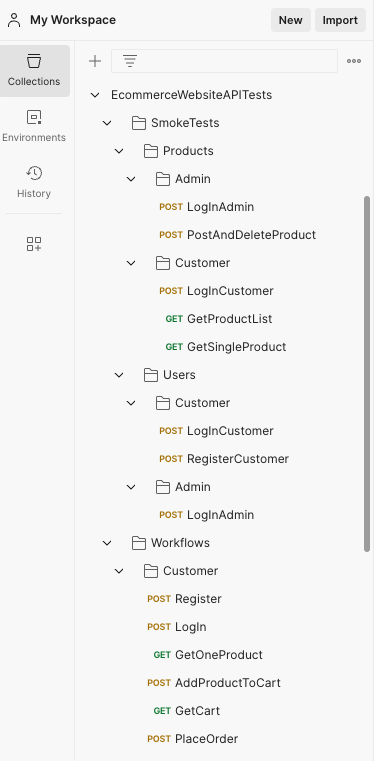 My Workspace New Import
Collections
Environments
History
EcommerceWebsiteAPITests
SmokeTests
Products
Admin
POST LogInAdmin
POST PostAndDeleteProduct
Customer
POST LogInCustomer
GET GetProductList
GET GetSingleProduct
Users
Customer
POST LogInCustomer
POST RegisterCustomer
Admin
POST LogInAdmin
Workflows
Customer
POST Register
POST LogIn
GET GetOneProduct
POST AddProductToCart
GET GetCart
POST PlaceOrder